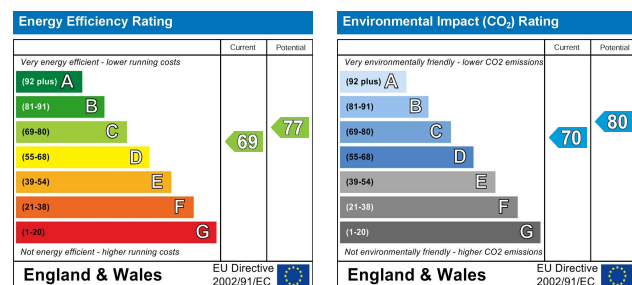 Energy Efficiency Rating
Current Potential
Very energy efficient - lower running costs
(92 plus) A
(81-91) B
(69-80) C
(55-68) D
(39-54) E
(21-38) F
(1-20) G
69
77
Not energy efficient - higher running costs
England & Wales
EU Directive
2002/91/EC
Environmental Impact (CO₂) Rating
Current Potential
Very environmentally friendly - lower CO2 emissions
(92 plus) A
(81-91) B
(69-80) C
(55-68) D
(39-54) E
(21-38) F
(1-20) G
70
80
Not environmentally friendly - higher CO2 emissions
England & Wales
EU Directive
2002/91/EC